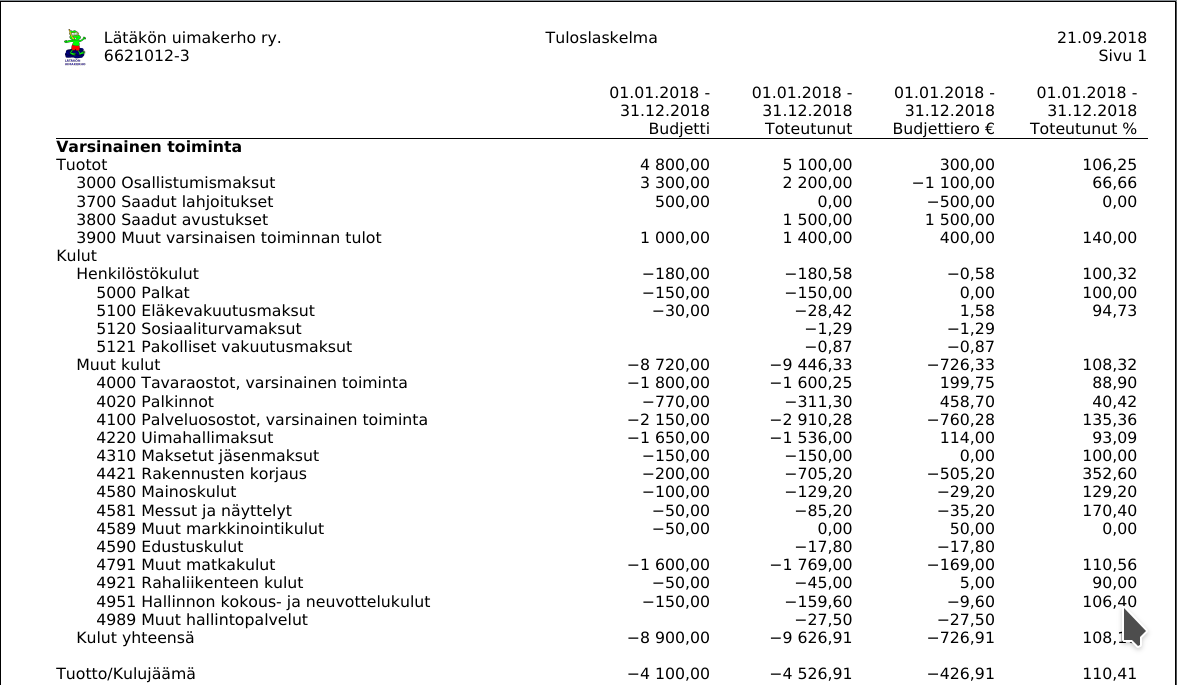 Lätäkön uimakerho ry. Tuloslaskelma 21.09.2018
6621012-3 Sivu 1
01.01.2018 - 01.01.2018 - 01.01.2018 - 01.01.2018 -
31.12.2018 31.12.2018 31.12.2018 31.12.2018
Budjetti Toteutunut Budjettiero € Toteutunut %
Varsinainen toiminta
Tuotot 4 800,00 5 100,00 300,00 106,25
3000 Osallistumismaksut 3 300,00 2 200,00 −1 100,00 66,66
3700 Saadut lahjoitukset 500,00 0,00 −500,00 0,00
3800 Saadut avustukset 1 500,00 1 500,00
3900 Muut varsinaisen toiminnan tulot 1 000,00 1 400,00 400,00 140,00
Kulut
Henkilöstökulut −180,00 −180,58 −0,58 100,32
5000 Palkat −150,00 −150,00 0,00 100,00
5100 Eläkevakuutusmaksut −30,00 −28,42 1,58 94,73
5120 Sosiaaliturvamaksut −1,29 −1,29
5121 Pakolliset vakuutusmaksut −0,87 −0,87
Muut kulut −8 720,00 −9 446,33 −726,33 108,32
4000 Tavaraostot, varsinainen toiminta −1 800,00 −1 600,25 199,75 88,90
4020 Palkinnot −770,00 −311,30 458,70 40,42
4100 Palveluosostot, varsinainen toiminta −2 150,00 −2 910,28 −760,28 135,36
4220 Uimahallimaksut −1 650,00 −1 536,00 114,00 93,09
4310 Maksetut jäsenmaksut −150,00 −150,00 0,00 100,00
4421 Rakennusten korjaus −200,00 −705,20 −505,20 352,60
4580 Mainoskulut −100,00 −129,20 −29,20 129,20
4581 Messut ja näyttelyt −50,00 −85,20 −35,20 170,40
4589 Muut markkinointikulut −50,00 0,00 50,00 0,00
4590 Edustuskulut −17,80 −17,80
4791 Muut matkakulut −1 600,00 −1 769,00 −169,00 110,56
4921 Rahaliikenteen kulut −50,00 −45,00 5,00 90,00
4951 Hallinnon kokous- ja neuvottelukulut −150,00 −159,60 −9,60 106,40
4989 Muut hallintopalvelut −27,50 −27,50
Kulut yhteensä −8 900,00 −9 626,91 −726,91
Tuotto/Kulujäämä −4 100,00 −4 526,91 −426,91 110,41